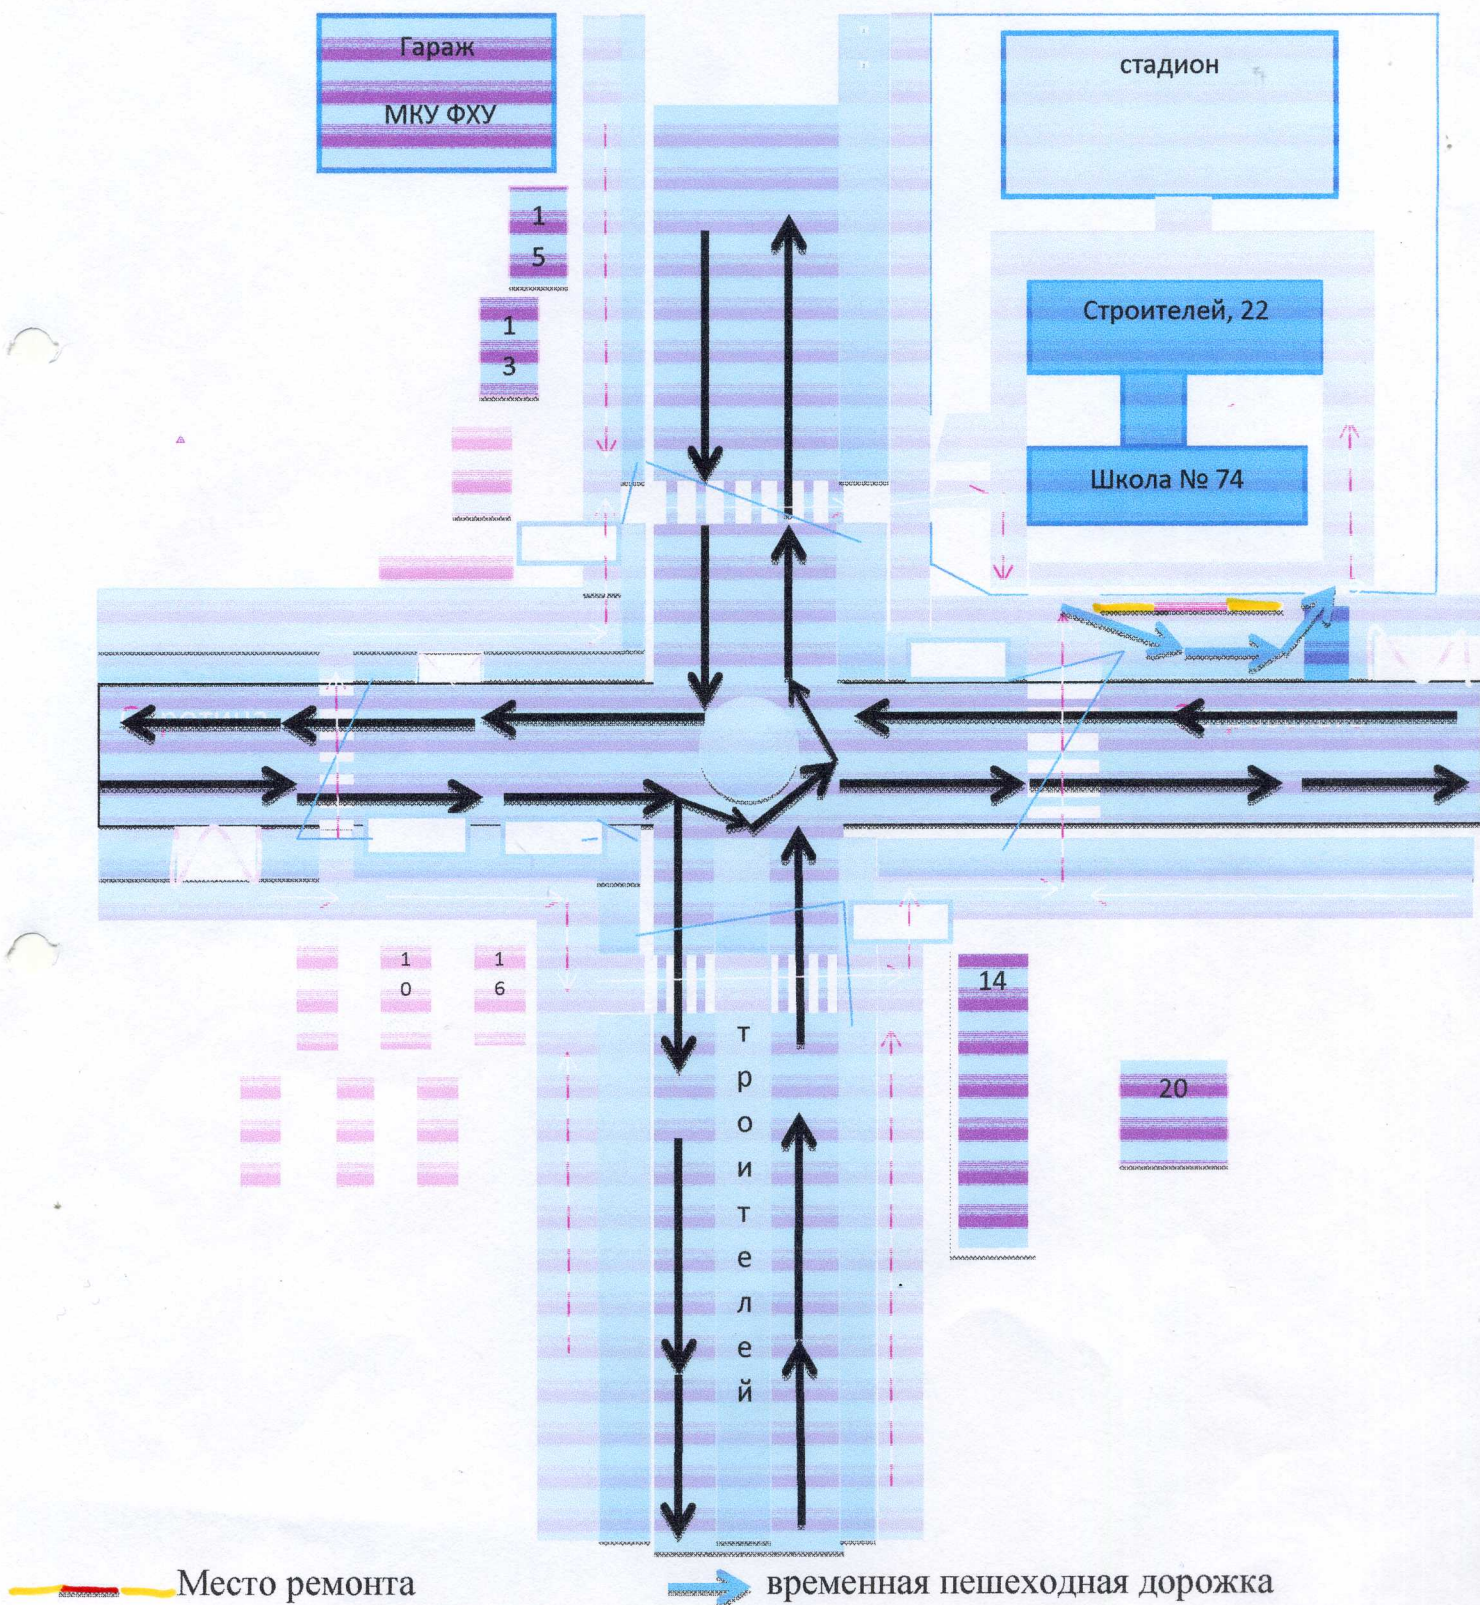 Гараж
МКУ ФХУ
стадион
1
5
1
3
Строителей, 22
Школа № 74
1
0
1
6
14
20
т
р
о
и
т
е
л
е
й
Место ремонта
временная пешеходная дорожка